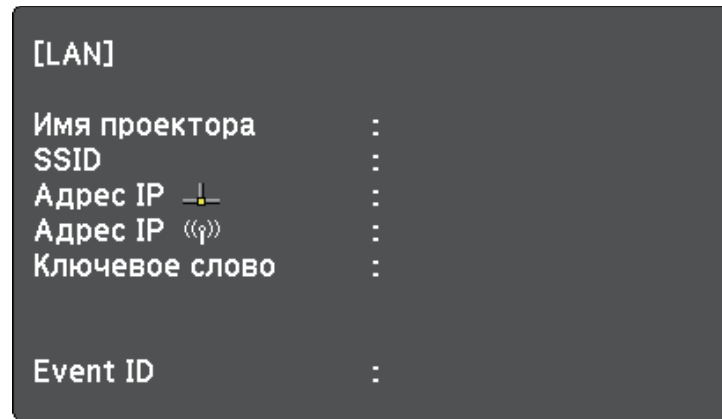 [LAN]
Имя проектора :
SSID :
Адрес IP :
Адрес IP :
Ключевое слово :
Event ID :